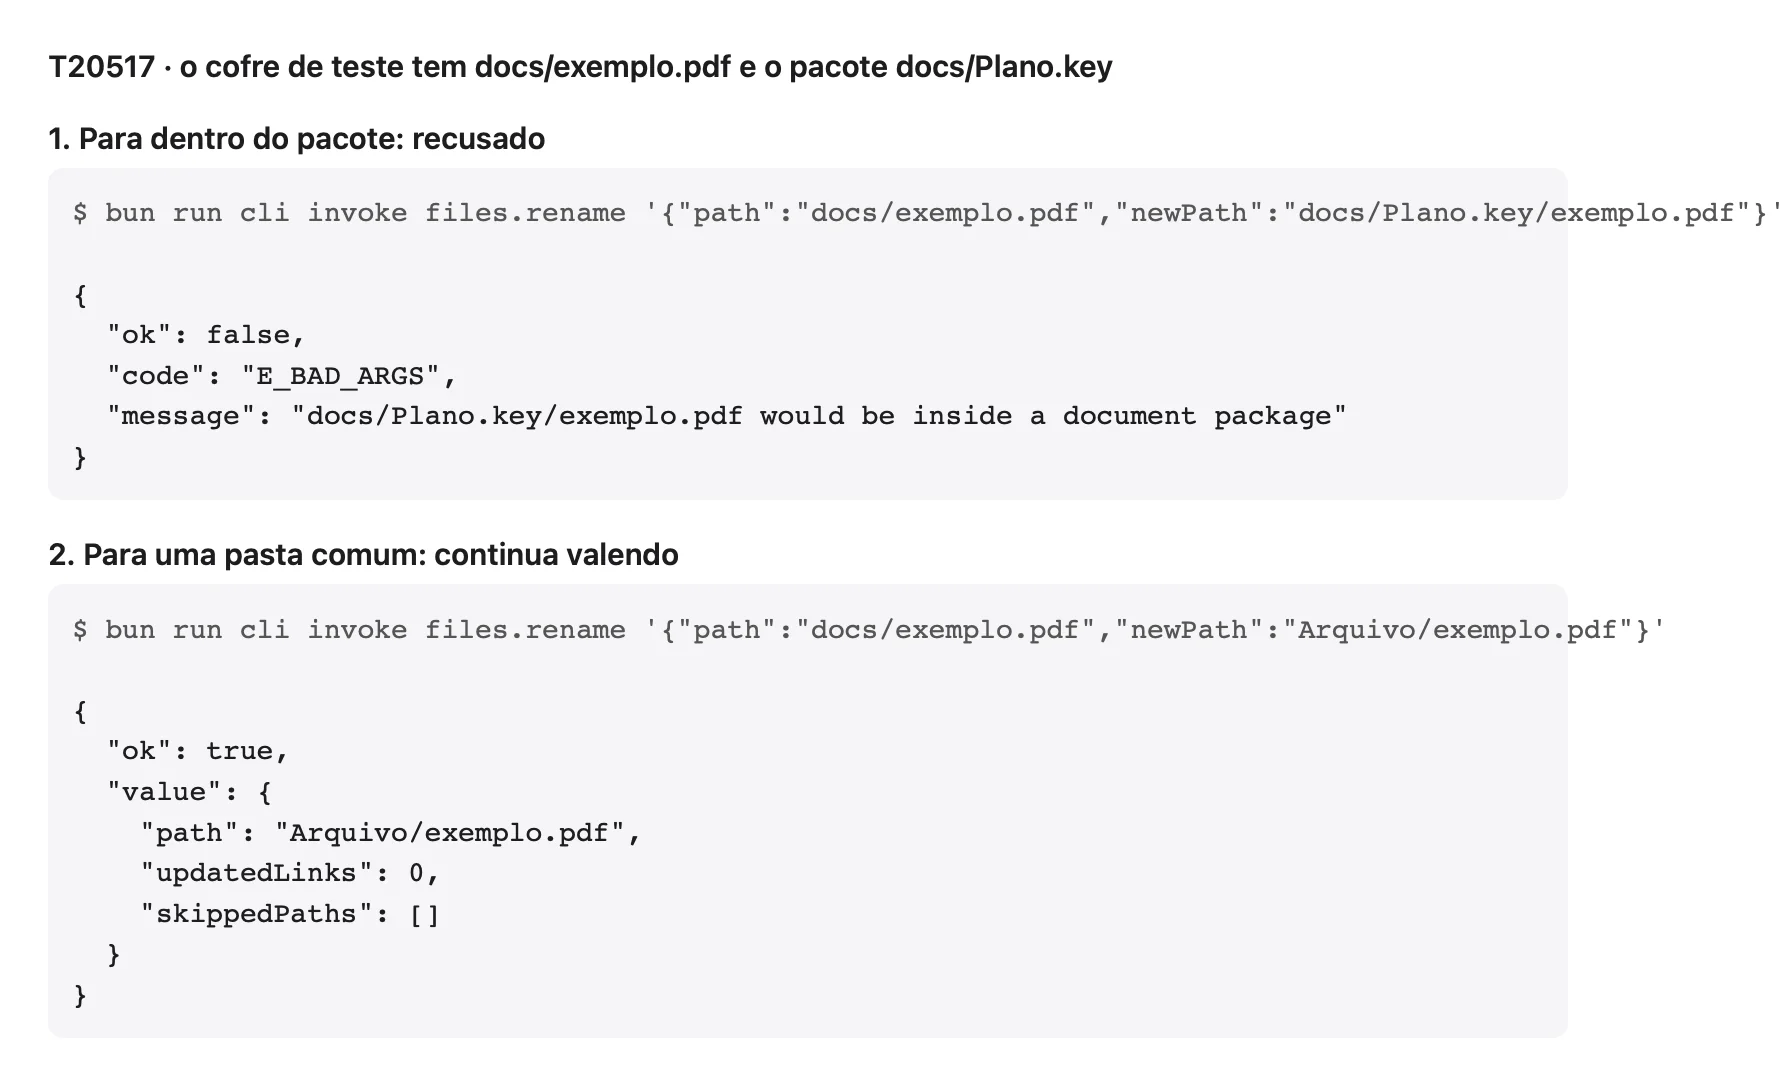 T20517 · o cofre de teste tem docs/exemplo.pdf e o pacote docs/Plano.key
1. Para dentro do pacote: recusado
$ bun run cli invoke files.rename '{"path":"docs/exemplo.pdf","newPath":"docs/Plano.key/exemplo.pdf"}'
{
  "ok": false,
  "code": "E_BAD_ARGS",
  "message": "docs/Plano.key/exemplo.pdf would be inside a document package"
}
2. Para uma pasta comum: continua valendo
$ bun run cli invoke files.rename '{"path":"docs/exemplo.pdf","newPath":"Arquivo/exemplo.pdf"}'
{
  "ok": true,
  "value": {
    "path": "Arquivo/exemplo.pdf",
    "updatedLinks": 0,
    "skippedPaths": []
  }
}